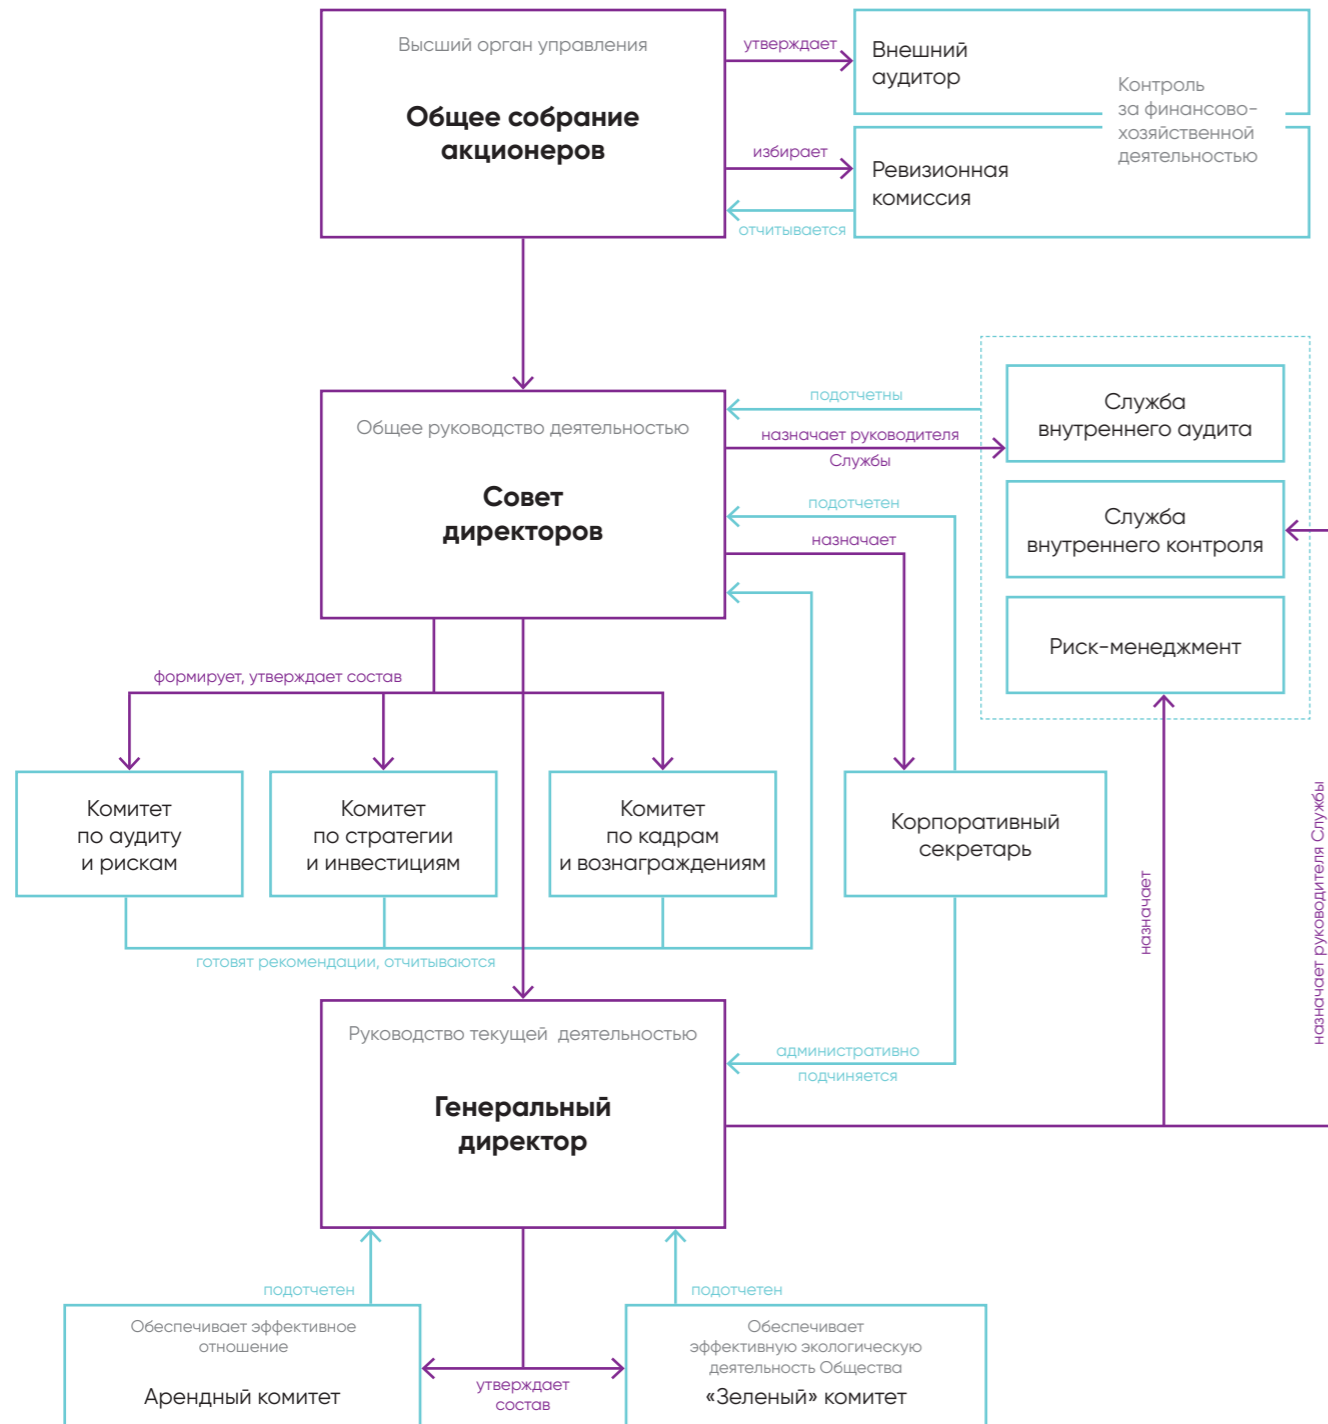 Высший орган управления
Общее собрание
акционеров
утверждает
Внешний
аудитор
Контроль
за финансово-
хозяйственной
деятельностью
избирает
Ревизионная
комиссия
отчитывается
Общее руководство деятельностью
Совет
директоров
подотчетны
назначает руководителя
Службы
подотчетен
назначает
Служба
внутреннего аудита
Служба
внутреннего контроля
Риск-менеджмент
формирует, утверждает состав
Комитет
по аудиту
и рискам
Комитет
по стратегии
и инвестициям
Комитет
по кадрам
и вознаграждениям
Корпоративный
секретарь
назначает
назначает руководителя Службы
готовят рекомендации, отчитываются
Руководство текущей деятельностью
Генеральный
директор
административно
подчиняется
подотчетен
подотчетен
Обеспечивает эффективное
отношение
Арендный комитет
утверждает
состав
Обеспечивает
эффективную экологическую
деятельность Общества
«Зеленый» комитет